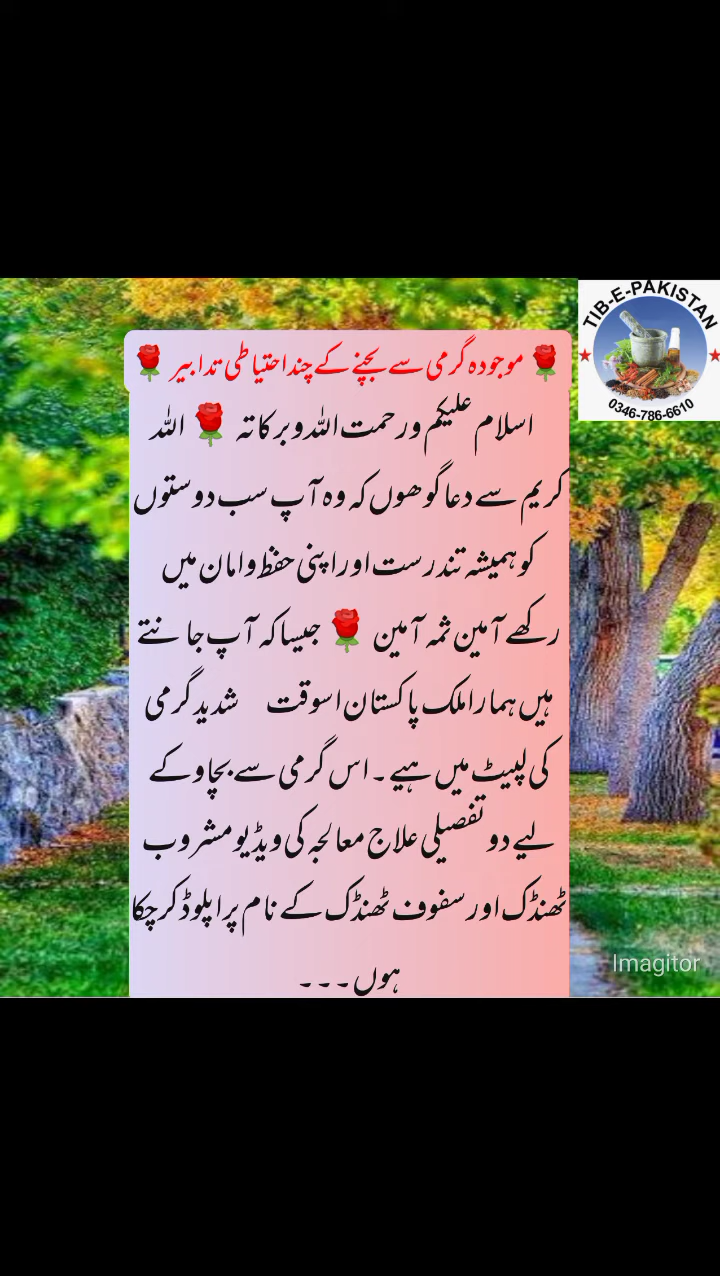 🌹 موجودہ گرمی سے بچنے کے چند احتیاطی تدابیر 🌹
اسلام علیکم ورحمت اللہ وبرکاتہ 🌹 اللہ
کریم سے دعا گو ھوں کہ وہ آپ سب دوستوں
کو ہمیشہ تندرست اور اپنی حفظ وامان میں
رکھے آمین ثمہ آمین 🌹 جیسا کہ آپ جانتے
ہیں ہمارا ملک پاکستان اسوقت شدید گرمی
کی لپیٹ میں ہیے ۔ اس گرمی سے بچاو کے
لیے دو تفصیلی علاج معالجہ کی ویڈیو مشروب
ٹھنڈک اور سفوف ٹھنڈک کے نام پر اپلوڈ کر چکا
ہوں ۔۔۔
TIB-E-PAKISTAN
0346-786-6610
Imagitor